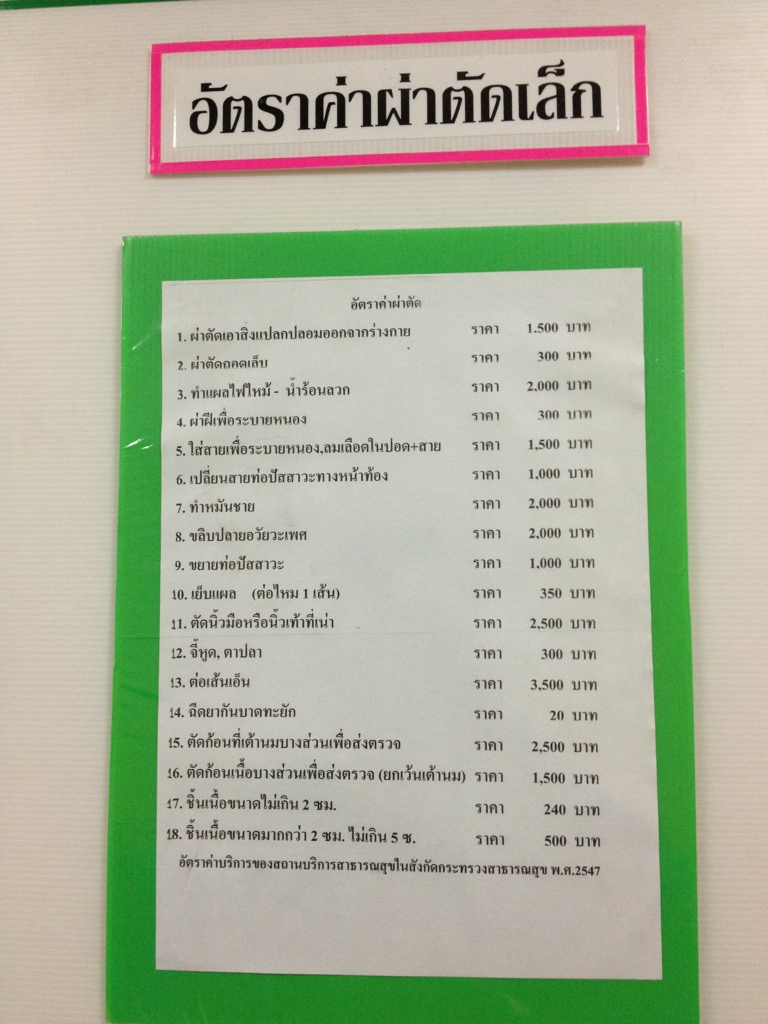 อัตราค่าผ่าตัดเล็ก
อัตราค่าผ่าตัด
1. ผ่าตัดเอาสิ่งแปลกปลอมออกจากร่างกาย ราคา 1.500 บาท
2. ผ่าตัดถอดเล็บ ราคา 300 บาท
3. ทำแผลไฟไหม้ - น้ำร้อนลวก ราคา 2,000 บาท
4. ผ่าฝีเพื่อระบายหนอง ราคา 300 บาท
5. ใส่สายเพื่อระบายหนอง,ลมเลือดในปอด+สาย ราคา 1,500 บาท
6. เปลี่ยนสายท่อปัสสาวะทางหน้าท้อง ราคา 1,000 บาท
7. ทำหมันชาย ราคา 2,000 บาท
8. ขลิบปลายอวัยวะเพศ ราคา 2,000 บาท
9. ขยายท่อปัสสาวะ ราคา 1,000 บาท
10. เย็บแผล (ต่อไหม 1 เส้น) ราคา 350 บาท
11. ตัดนิ้วมือหรือนิ้วเท้าที่เน่า ราคา 2,500 บาท
12. จี้หูด, ตาปลา ราคา 300 บาท
13. ต่อเส้นเอ็น ราคา 3,500 บาท
14. ฉีดยากันบาดทะยัก ราคา 20 บาท
15. ตัดก้อนที่เต้านมบางส่วนเพื่อส่งตรวจ ราคา 2,500 บาท
16. ตัดก้อนเนื้อบางส่วนเพื่อส่งตรวจ (ยกเว้นเต้านม) ราคา 1,500 บาท
17. ชิ้นเนื้อขนาดไม่เกิน 2 ซม. ราคา 240 บาท
18. ชิ้นเนื้อขนาดมากกว่า 2 ซม. ไม่เกิน 5 ซ. ราคา 500 บาท
อัตราค่าบริการของสถานบริการสาธารณสุขในสังกัดกระทรวงสาธารณสุข พ.ศ.2547